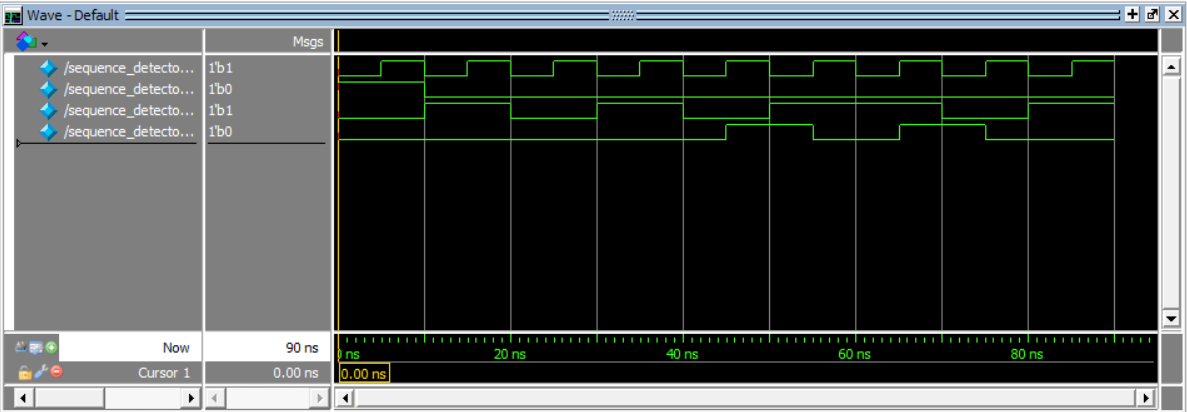 Wave - Default
Msgs
/sequence_detecto... 1'b1
/sequence_detecto... 1'b0
/sequence_detecto... 1'b1
/sequence_detecto... 1'b0
Now 90 ns
ns 20 ns 40 ns 60 ns 80 ns
Cursor 1 0.00 ns 0.00 ns